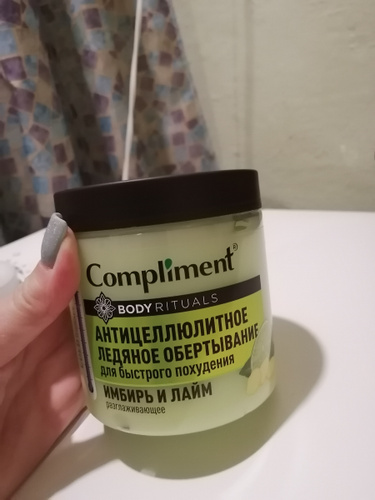 Compliment®
BODY RITUALS
АНТИЦЕЛЛЮЛИТНОЕ
ЛЕДЯНОЕ ОБЕРТЫВАНИЕ
для быстрого похудения
ИМБИРЬ И ЛАЙМ
разглаживающее